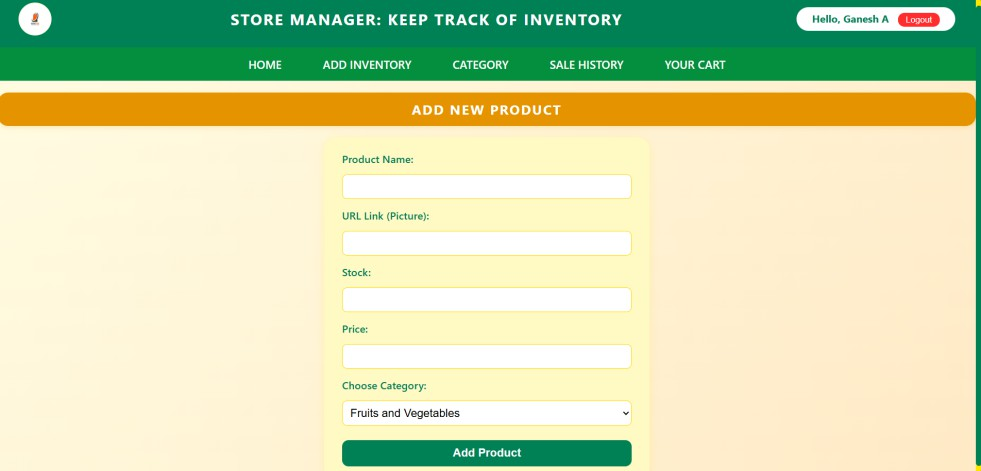 STORE MANAGER: KEEP TRACK OF INVENTORY
Hello, Ganesh A Logout
HOME ADD INVENTORY CATEGORY SALE HISTORY YOUR CART
ADD NEW PRODUCT
Product Name:
URL Link (Picture):
Stock:
Price:
Choose Category:
Fruits and Vegetables
Add Product